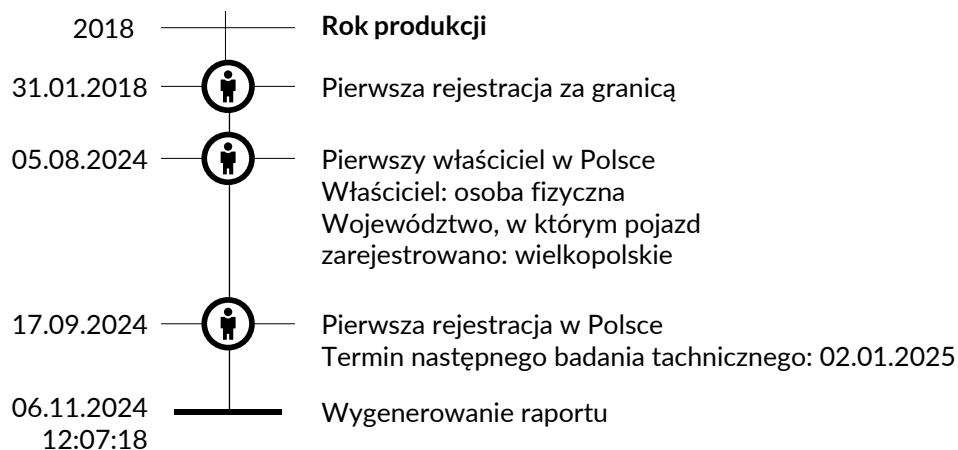 2018 Rok produkcji
31.01.2018 Pierwsza rejestracja za granicą
05.08.2024 Pierwszy właściciel w Polsce
Właściciel: osoba fizyczna
Województwo, w którym pojazd
zarejestrowano: wielkopolskie
17.09.2024 Pierwsza rejestracja w Polsce
Termin następnego badania tachnicznego: 02.01.2025
06.11.2024 Wygenerowanie raportu
12:07:18